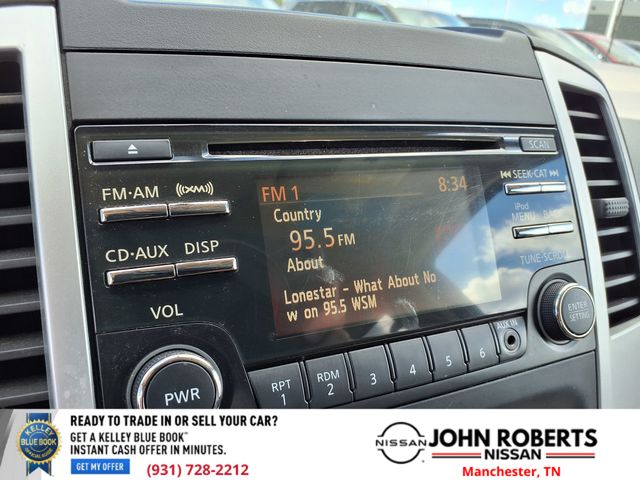 SCAN
FM·AM ((XM))
SEEK·CAT
FM 1 8:34
iPod
MENU BACK
Country
95.5 FM
CD·AUX DISP
About
TUNE·SCROLL
Lonestar - What About No
w on 95.5 WSM
VOL
ENTER
SETTING
AUX IN
RPT RDM
1 2 3 4 5 6
PWR
READY TO TRADE IN OR SELL YOUR CAR?
GET A KELLEY BLUE BOOK™
INSTANT CASH OFFER IN MINUTES.
GET MY OFFER (931) 728-2212
KELLEY
BLUE BOOK
NISSAN
JOHN ROBERTS
NISSAN
Manchester, TN